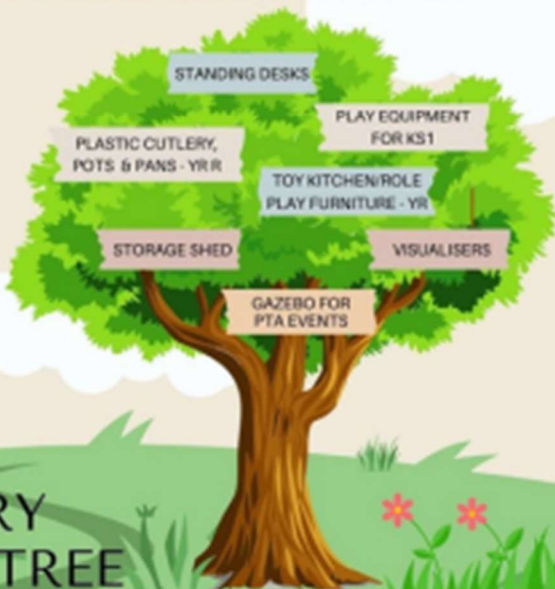 STANDING DESKS
PLAY EQUIPMENT
FOR KS1
PLASTIC CUTLERY,
POTS & PANS - YR R
TOY KITCHEN/ROLE
PLAY FURNITURE - YR
STORAGE SHED
VISUALISERS
GAZEBO FOR
PTA EVENTS
RY
TREE